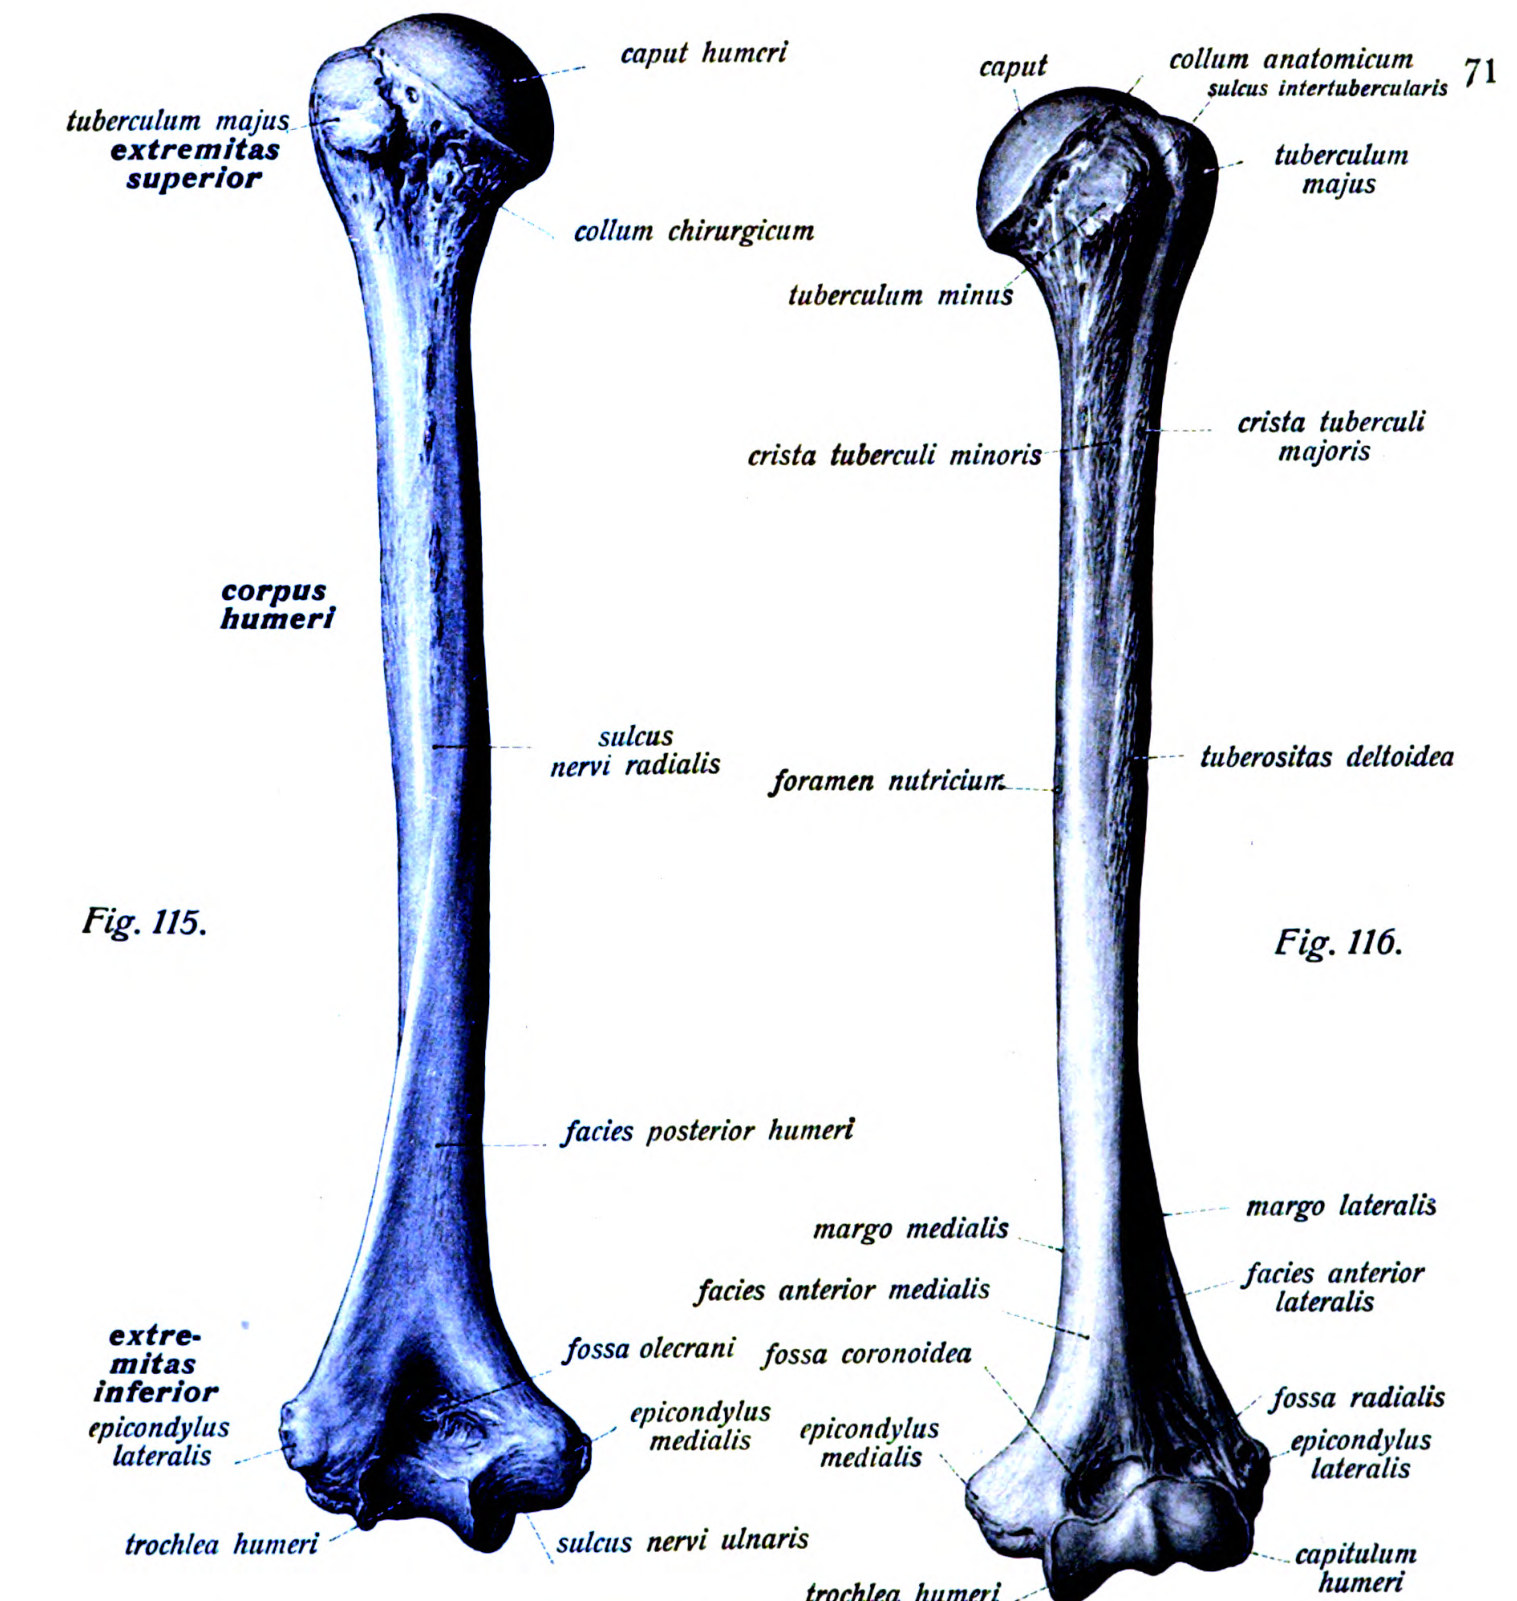 caput humeri
tuberculum majus
extremitas
superior
collum chirurgicum
corpus
humeri
sulcus
nervi radialis
Fig. 115.
facies posterior humeri
extre-
mitas
inferior
epicondylus
lateralis
fossa olecrani
epicondylus
medialis
trochlea humeri
sulcus nervi ulnaris
71
caput
collum anatomicum
sulcus intertubercularis
tuberculum
majus
tuberculum minus
crista tuberculi
majoris
crista tuberculi minoris
tuberositas deltoidea
foramen nutricium
Fig. 116.
margo lateralis
margo medialis
facies anterior
lateralis
facies anterior medialis
fossa coronoidea
fossa radialis
epicondylus
medialis
epicondylus
lateralis
capitulum
humeri
trochlea humeri